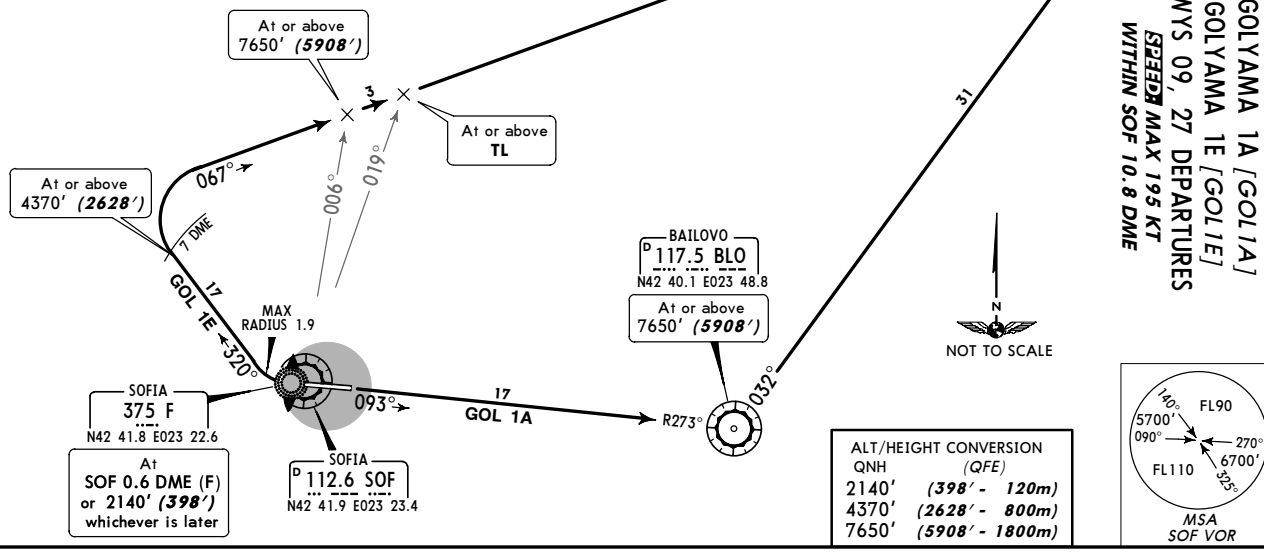 GOLYAMA 1A [GOL1A]
GOLYAMA 1E [GOL1E]
WYS 09, 27 DEPARTURES
SPEED: MAX 195 KT
WITHIN SOF 10.8 DME
At or above
7650' (5908')
3
At or above
TL
31
067°
006°
019°
At or above
4370' (2628')
7 DME
17
GOL 1E
320°
MAX
RADIUS 1.9
BAILOVO
D 117.5 BLO
N42 40.1 E023 48.8
At or above
7650' (5908')
N
NOT TO SCALE
032°
SOFIA
375 F
N42 41.8 E023 22.6
At
SOF 0.6 DME (F)
or 2140' (398')
whichever is later
093°
17
GOL 1A
R273°
SOFIA
D 112.6 SOF
N42 41.9 E023 23.4
ALT/HEIGHT CONVERSION
QNH (QFE)
2140' (398' - 120m)
4370' (2628' - 800m)
7650' (5908' - 1800m)
140°
FL90
5700'
090°
270°
6700'
FL110
325°
MSA
SOF VOR